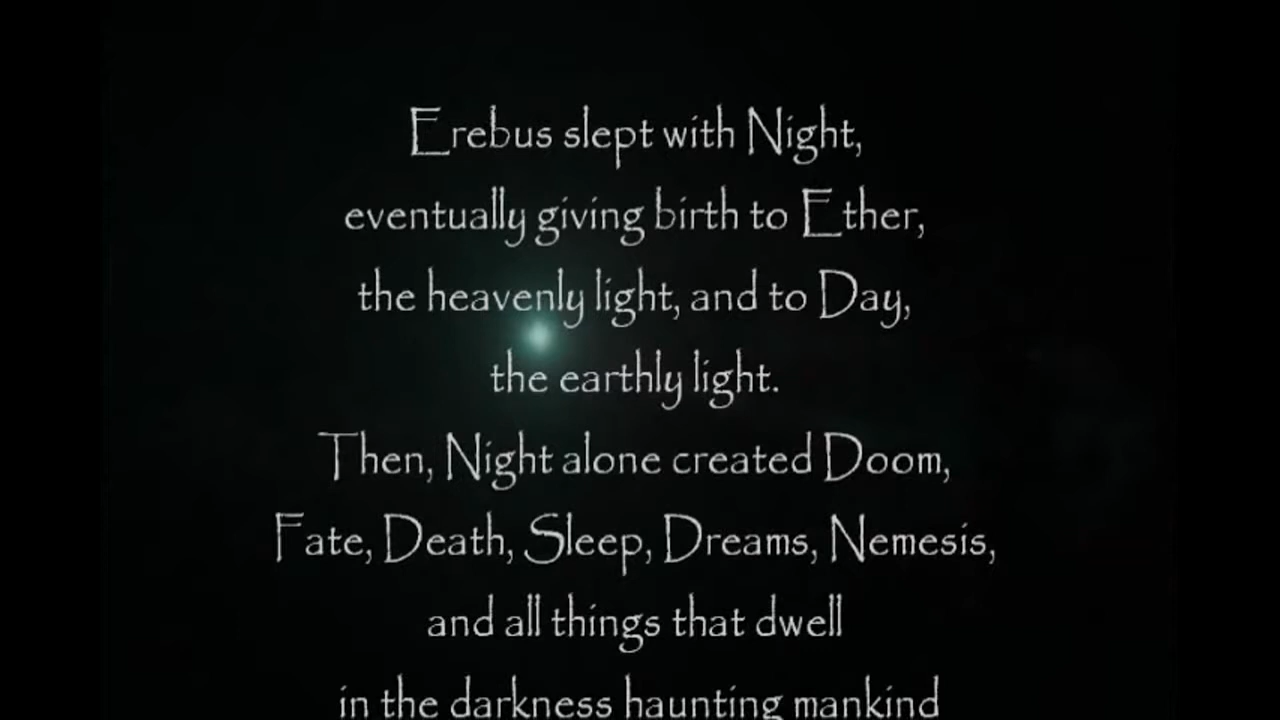 Erebus slept with Night,
eventually giving birth to Ether,
the heavenly light, and to Day,
the earthly light.
Then, Night alone created Doom,
Fate, Death, Sleep, Dreams, Nemesis,
and all things that dwell
in the darkness haunting mankind